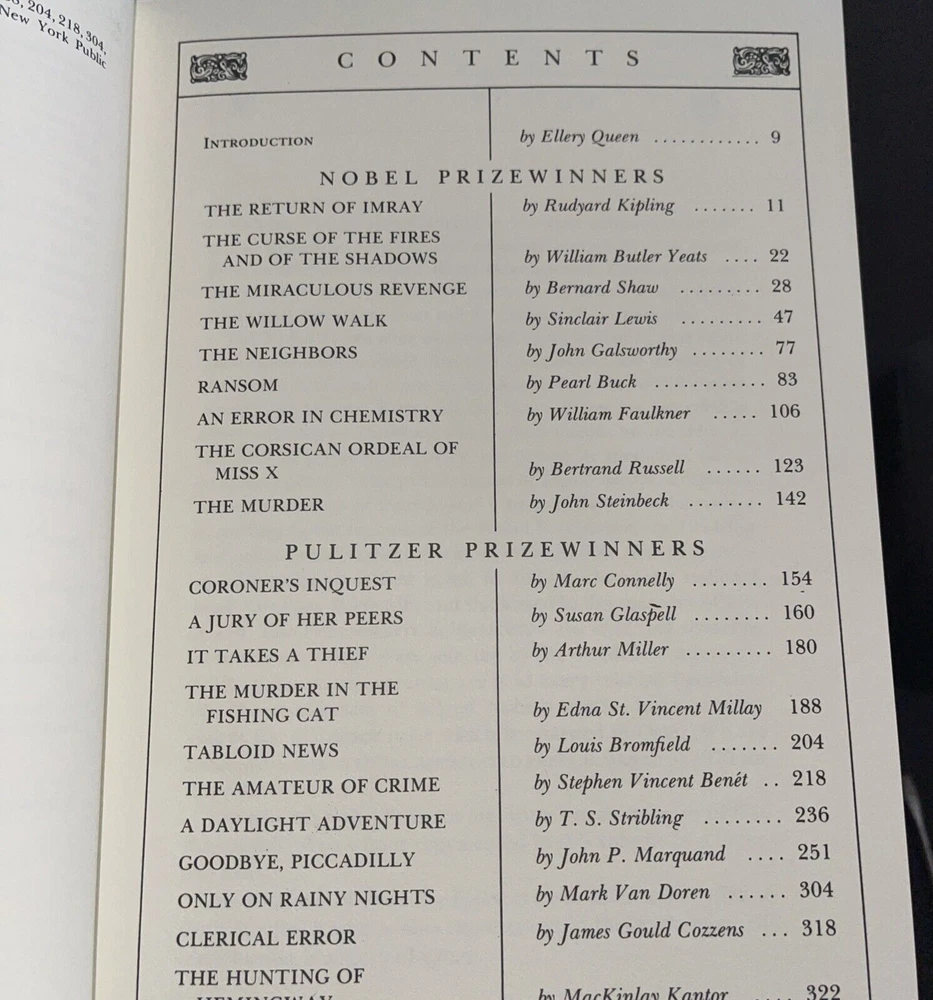 204, 218, 304,
New York Public
CONTENTS
INTRODUCTION by Ellery Queen ............ 9
NOBEL PRIZEWINNERS
THE RETURN OF IMRAY by Rudyard Kipling ....... 11
THE CURSE OF THE FIRES
AND OF THE SHADOWS by William Butler Yeats .... 22
THE MIRACULOUS REVENGE by Bernard Shaw ......... 28
THE WILLOW WALK by Sinclair Lewis ......... 47
THE NEIGHBORS by John Galsworthy ........ 77
RANSOM by Pearl Buck ............ 83
AN ERROR IN CHEMISTRY by William Faulkner ..... 106
THE CORSICAN ORDEAL OF
MISS X by Bertrand Russell ...... 123
THE MURDER by John Steinbeck ........ 142
PULITZER PRIZEWINNERS
CORONER'S INQUEST by Marc Connelly ........ 154
A JURY OF HER PEERS by Susan Glaspell ........ 160
IT TAKES A THIEF by Arthur Miller ......... 180
THE MURDER IN THE
FISHING CAT by Edna St. Vincent Millay 188
TABLOID NEWS by Louis Bromfield ....... 204
THE AMATEUR OF CRIME by Stephen Vincent Benét .. 218
A DAYLIGHT ADVENTURE by T. S. Stribling ........ 236
GOODBYE, PICCADILLY by John P. Marquand .... 251
ONLY ON RAINY NIGHTS by Mark Van Doren ...... 304
CLERICAL ERROR by James Gould Cozzens ... 318
THE HUNTING OF
HEMINGWAY by MacKinlay Kantor .... 322